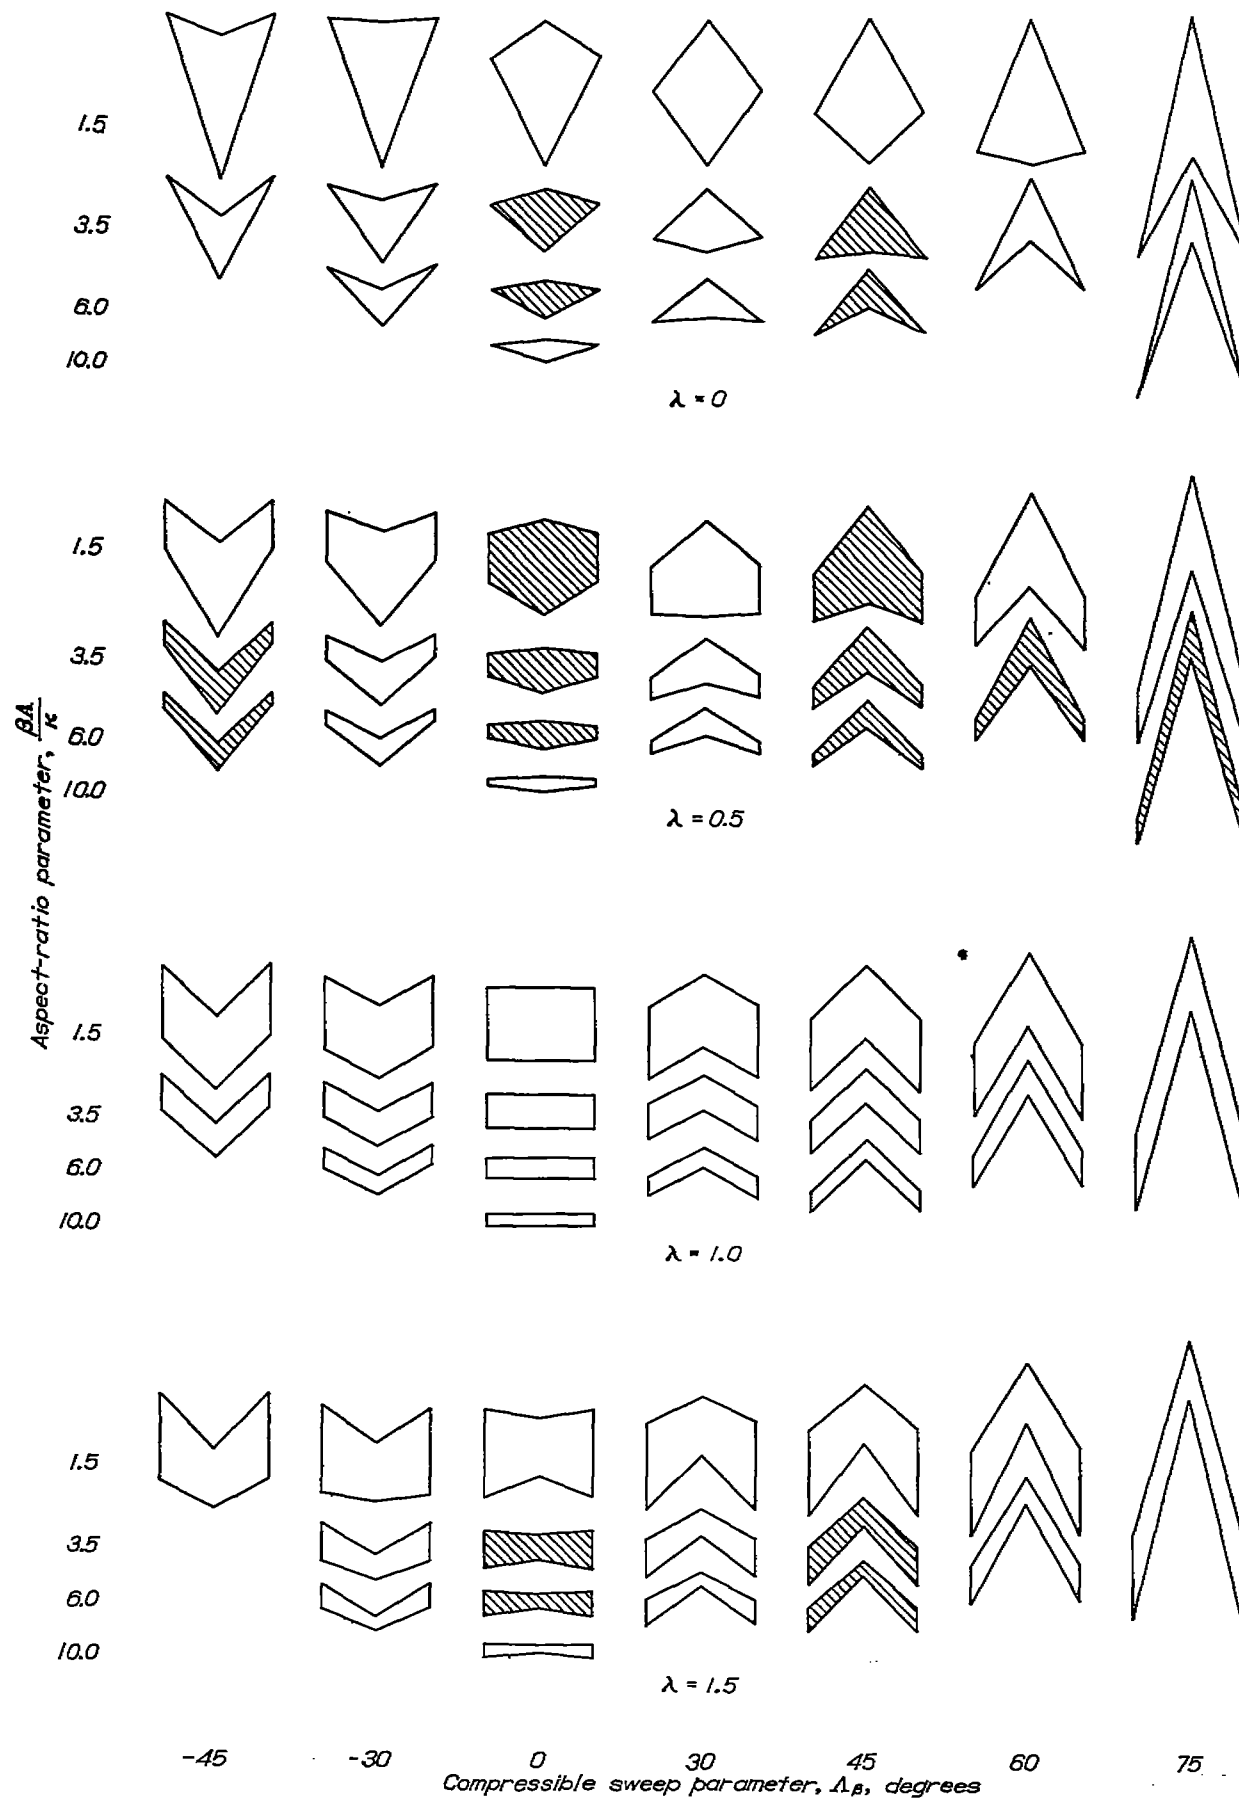 1.5
3.5
6.0
10.0
λ = 0
1.5
3.5
6.0
10.0
λ = 0.5
Aspect-ratio parameter, βA/κ
1.5
3.5
6.0
10.0
λ = 1.0
1.5
3.5
6.0
10.0
λ = 1.5
-45 -30 0 30 45 60 75
Compressible sweep parameter, Λβ, degrees